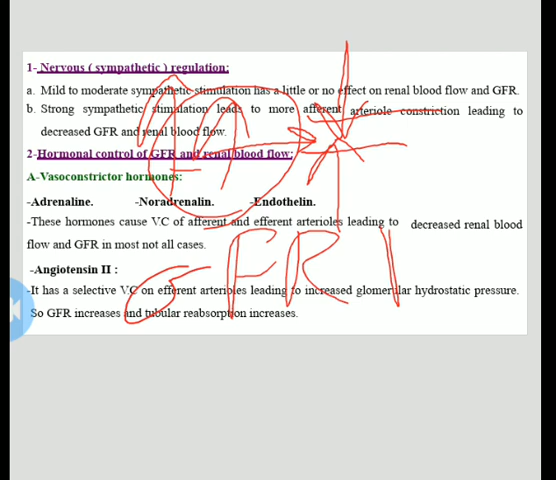 1- Nervous ( sympathetic ) regulation:
a. Mild to moderate sympathetic stimulation has a little or no effect on renal blood flow and GFR.
b. Strong sympathetic stimulation leads to more afferent arteriole constriction leading to
decreased GFR and renal blood flow.
2-Hormonal control of GFR and renal blood flow:
A-Vasoconstrictor hormones:
-Adrenaline. -Noradrenalin. -Endothelin.
-These hormones cause VC of afferent and efferent arterioles leading to decreased renal blood
flow and GFR in most not all cases.
-Angiotensin II :
-It has a selective VC on efferent arterioles leading to increased glomerular hydrostatic pressure.
So GFR increases and tubular reabsorption increases.
GFR